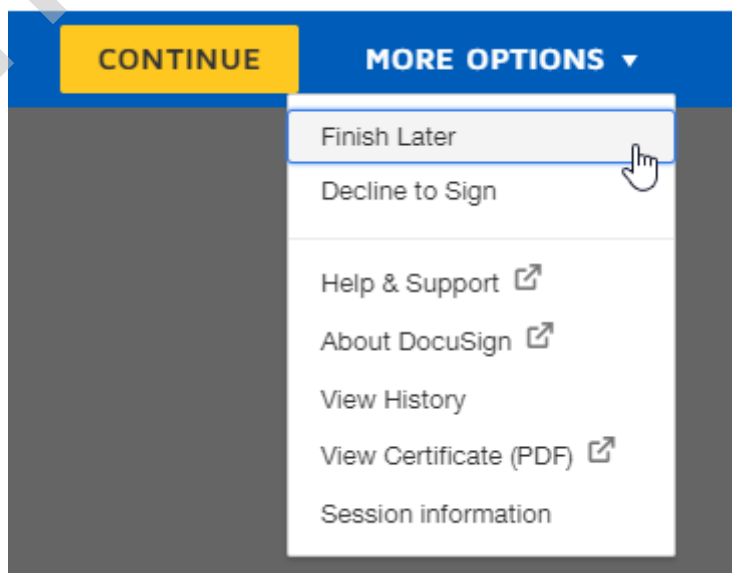 CONTINUE MORE OPTIONS
Finish Later
Decline to Sign
Help & Support
About DocuSign
View History
View Certificate (PDF)
Session information